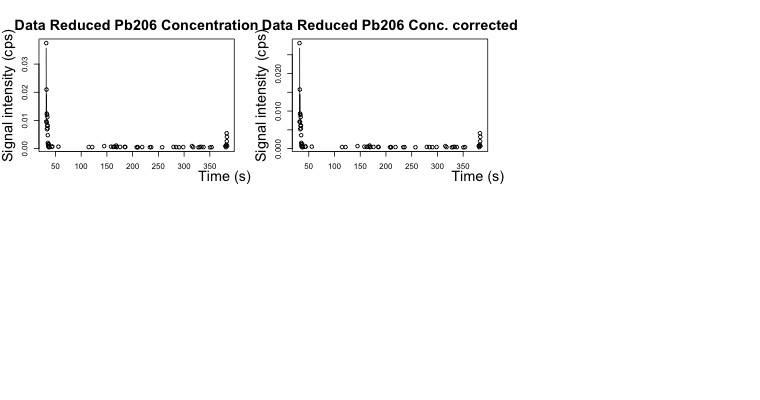 Data Reduced Pb206 Concentration
Signal intensity (cps)
0.00 0.01 0.02 0.03
50 100 150 200 250 300 350
Time (s)
Data Reduced Pb206 Conc. corrected
Signal intensity (cps)
0.000 0.010 0.020
50 100 150 200 250 300 350
Time (s)